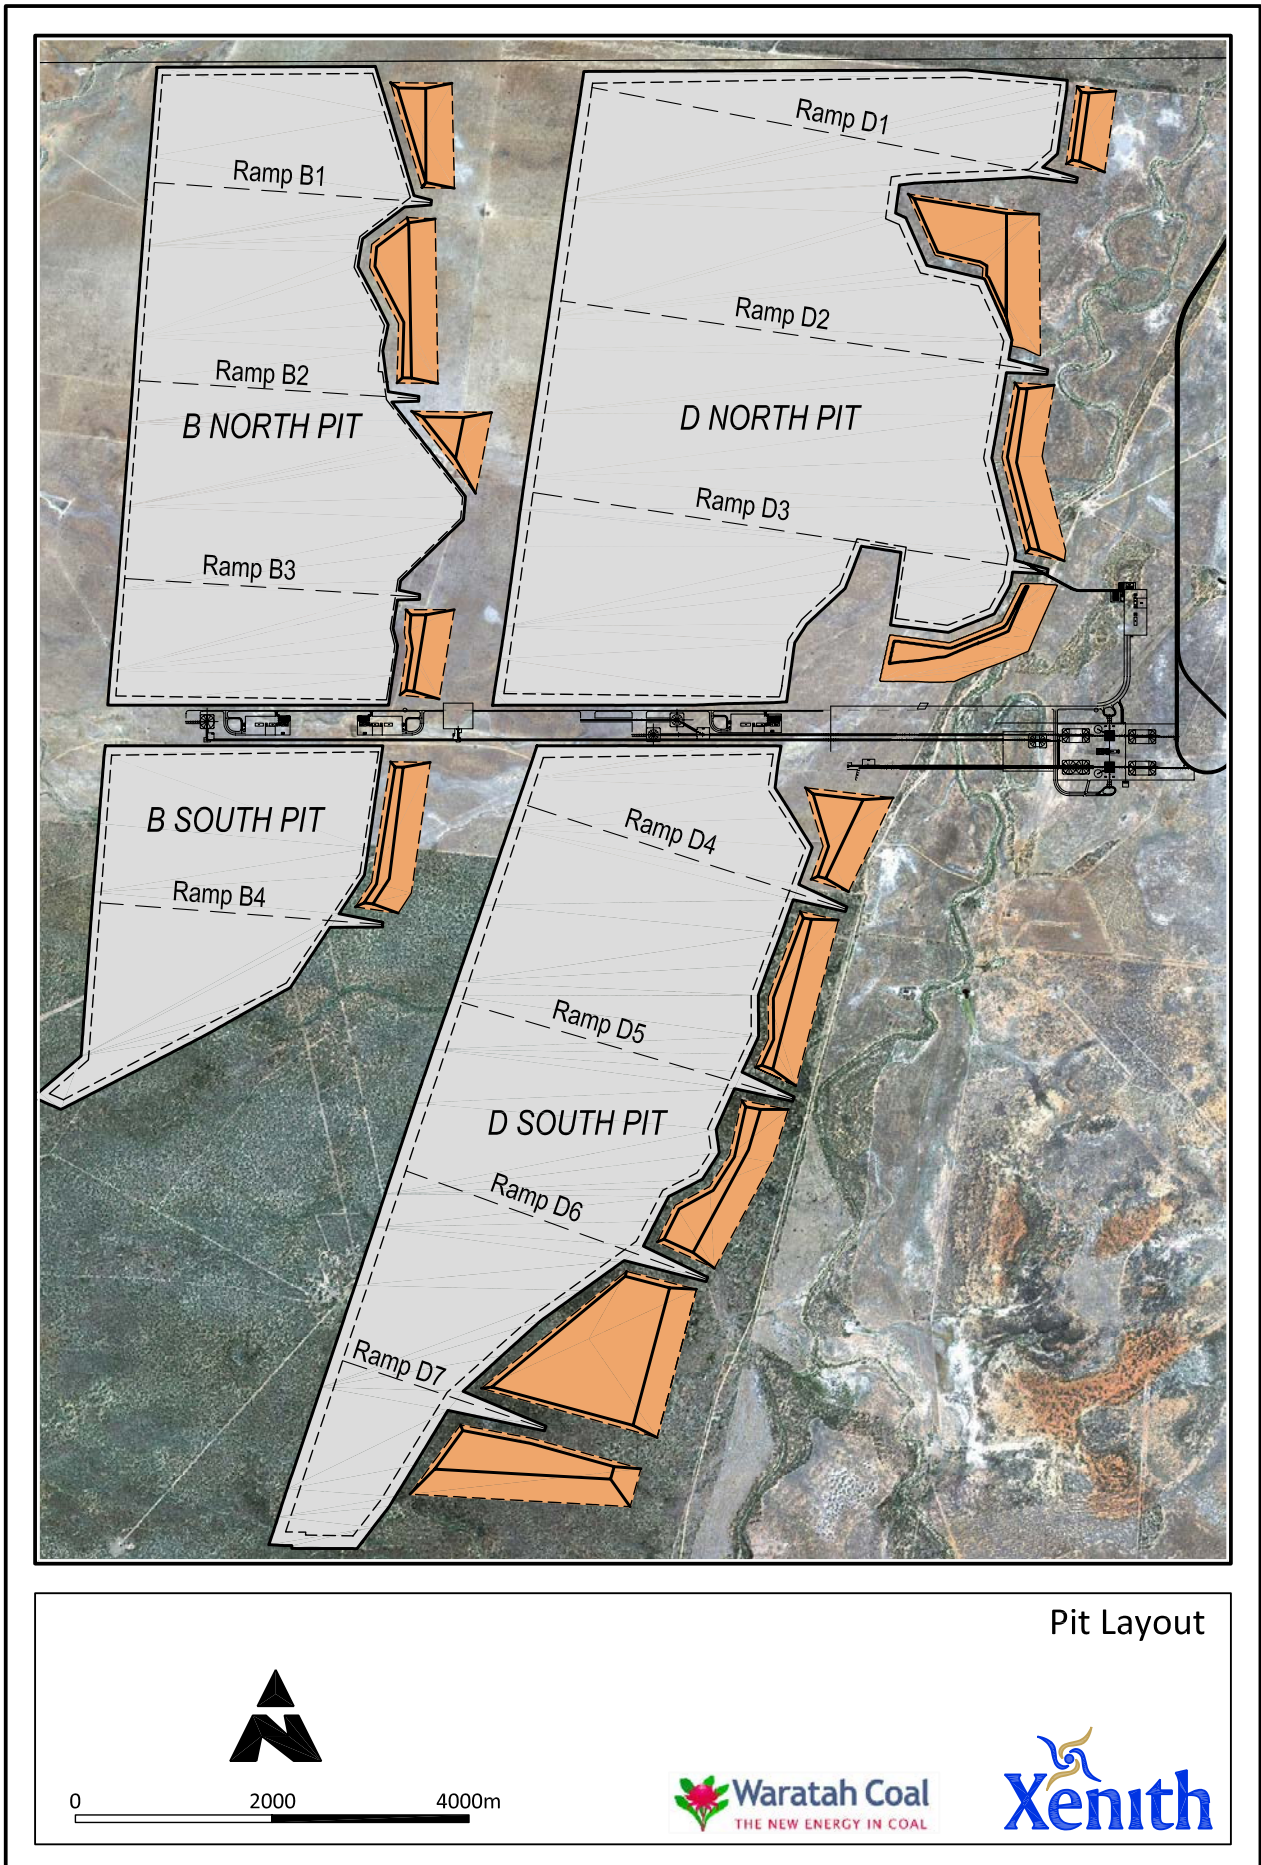 Ramp D1
Ramp B1
Ramp D2
Ramp B2
B NORTH PIT
D NORTH PIT
Ramp D3
Ramp B3
B SOUTH PIT
Ramp D4
Ramp B4
Ramp D5
D SOUTH PIT
Ramp D6
Ramp D7
Pit Layout
0 2000 4000m
Waratah Coal
THE NEW ENERGY IN COAL
Xenith